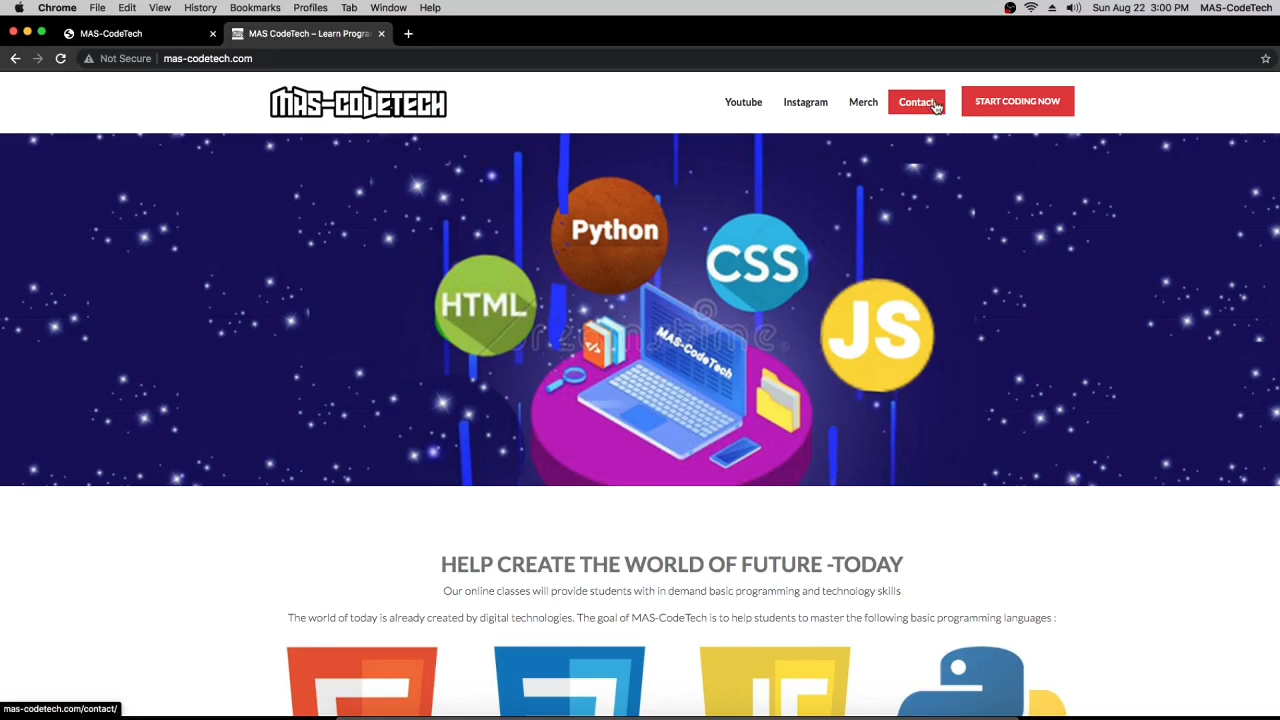 Chrome File Edit View History Bookmarks Profiles Tab Window Help Sun Aug 22 3:00 PM MAS-CodeTech
MAS-CodeTech MAS CodeTech – Learn Progra
Not Secure mas-codetech.com
MAS-CODETECH Youtube Instagram Merch Contact START CODING NOW
Python
CSS
HTML
JS
MAS-CodeTech
HELP CREATE THE WORLD OF FUTURE -TODAY
Our online classes will provide students with in demand basic programming and technology skills
The world of today is already created by digital technologies. The goal of MAS-CodeTech is to help students to master the following basic programming languages :
mas-codetech.com/contact/